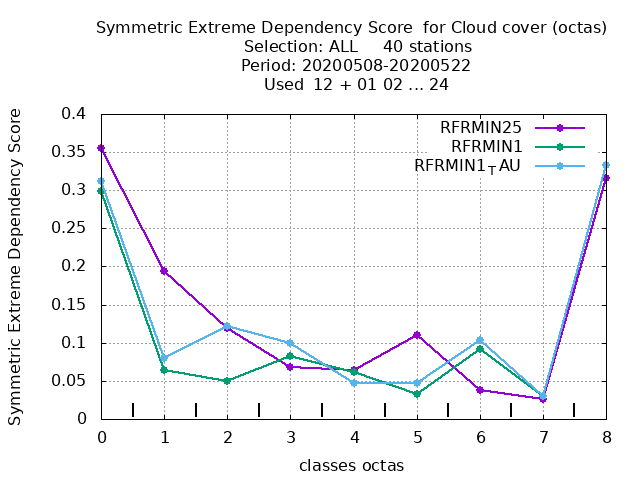 Symmetric Extreme Dependency Score  for Cloud cover (octas)
Selection: ALL     40 stations
Period: 20200508-20200522
Used  12 + 01 02 ... 24
Symmetric Extreme Dependency Score
0.4
0.35
0.3
0.25
0.2
0.15
0.1
0.05
0
RFRMIN25
RFRMIN1
RFRMIN1TAU
0 1 2 3 4 5 6 7 8
classes octas